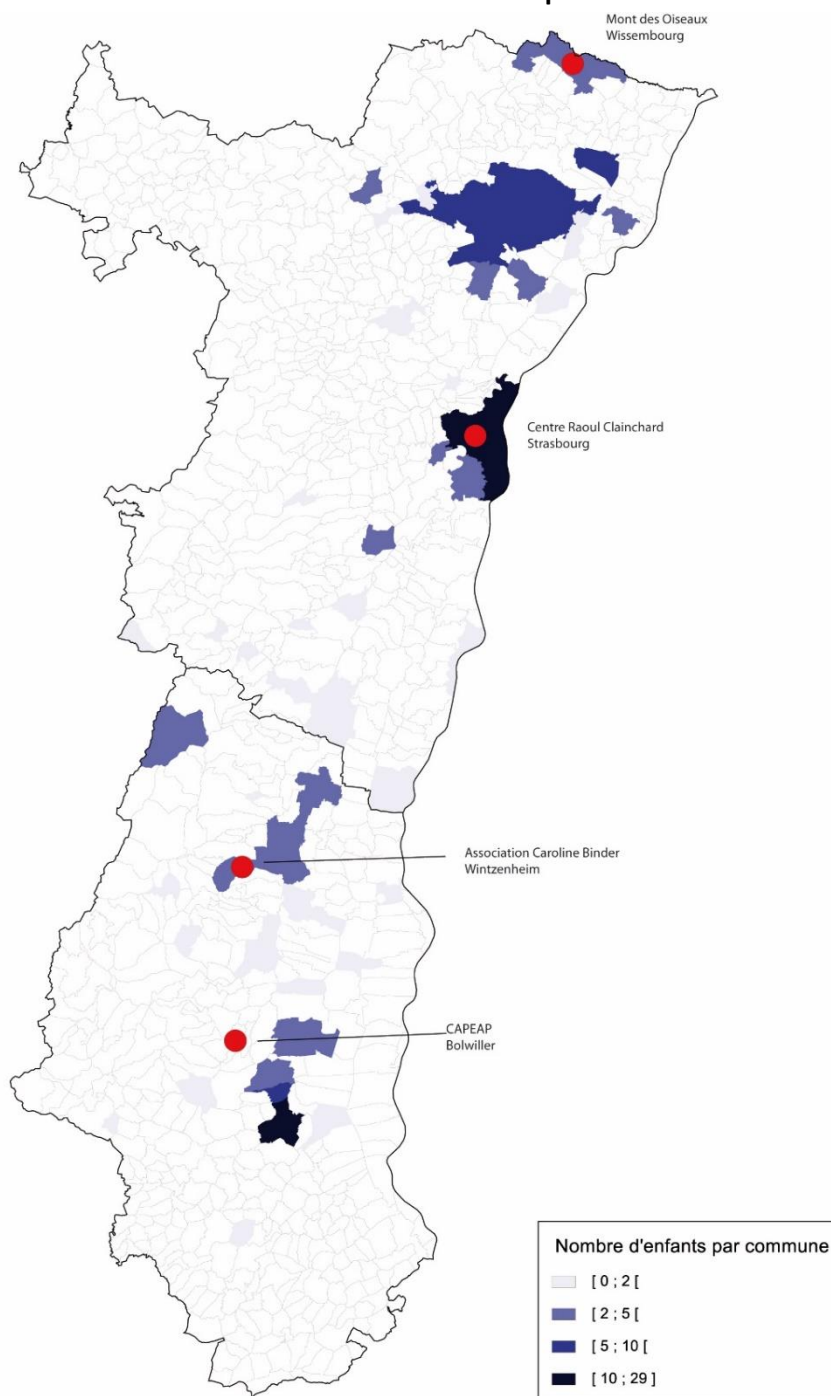 Mont des Oiseaux
Wissembourg
Centre Raoul Clainchard
Strasbourg
Association Caroline Binder
Wintzenheim
CAPEAP
Bolwiller
Nombre d'enfants par commune
[ 0 ; 2 [
[ 2 ; 5 [
[ 5 ; 10 [
[ 10 ; 29 ]